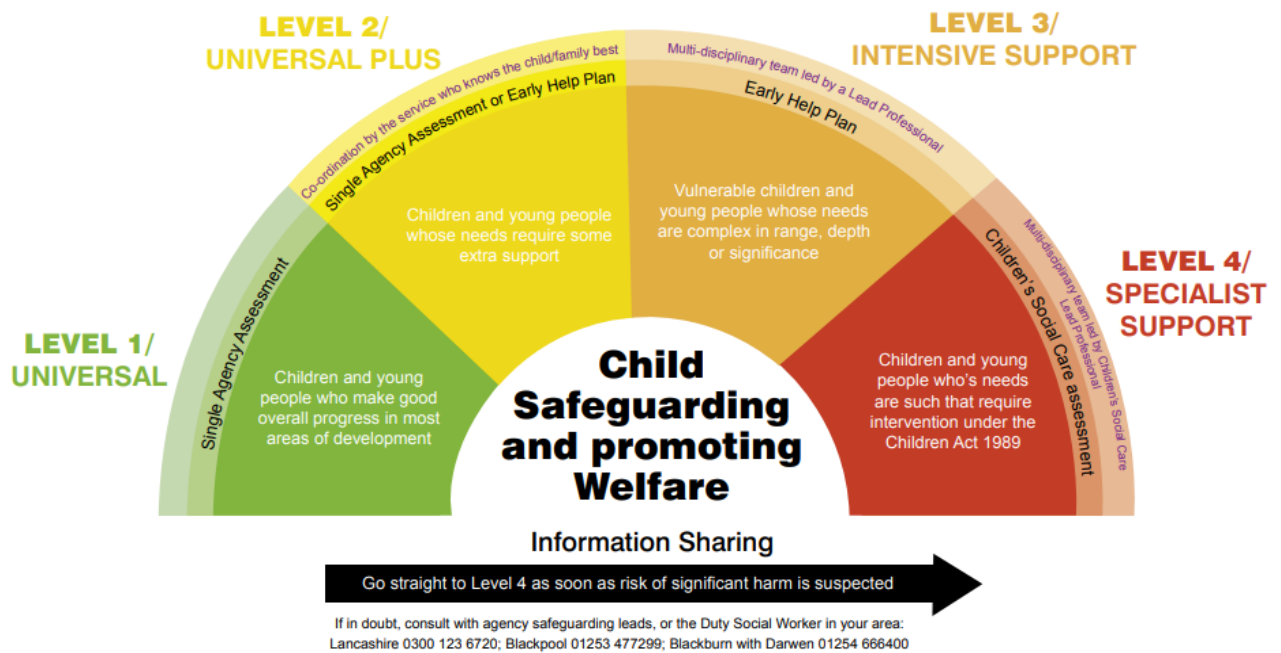 LEVEL 1/
UNIVERSAL
Single Agency Assessment
Children and young
people who make good
overall progress in most
areas of development
LEVEL 2/
UNIVERSAL PLUS
Co-ordination by the service who knows the child/family best
Single Agency Assessment or Early Help Plan
Children and young people
whose needs require some
extra support
LEVEL 3/
INTENSIVE SUPPORT
Multi-disciplinary team led by a Lead Professional
Early Help Plan
Vulnerable children and
young people whose needs
are complex in range, depth
or significance
LEVEL 4/
SPECIALIST
SUPPORT
Multi-disciplinary team led by Children's Social Care
Lead Professional
Children's Social Care assessment
Children and young
people who's needs
are such that require
intervention under the
Children Act 1989
Child
Safeguarding
and promoting
Welfare
Information Sharing
Go straight to Level 4 as soon as risk of significant harm is suspected
If in doubt, consult with agency safeguarding leads, or the Duty Social Worker in your area:
Lancashire 0300 123 6720; Blackpool 01253 477299; Blackburn with Darwen 01254 666400